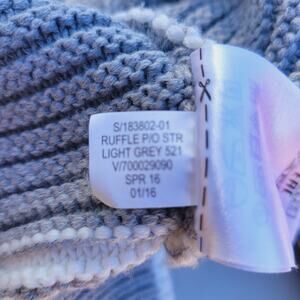 S/183802-01
RUFFLE P/O STR
LIGHT GREY 521
V/700029090
SPR 16
01/16